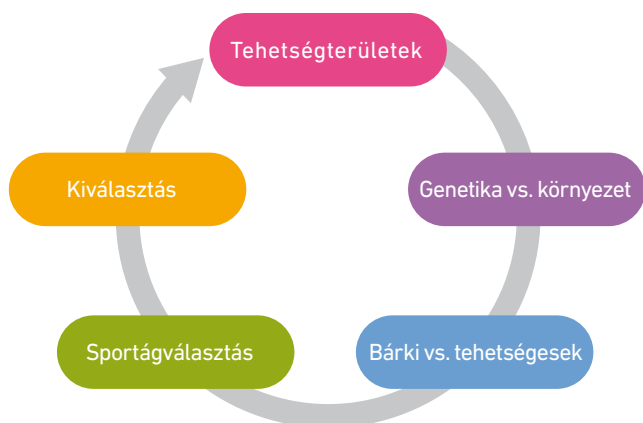 Tehetségterületek
Genetika vs. környezet
Bárki vs. tehetségesek
Sportágválasztás
Kiválasztás